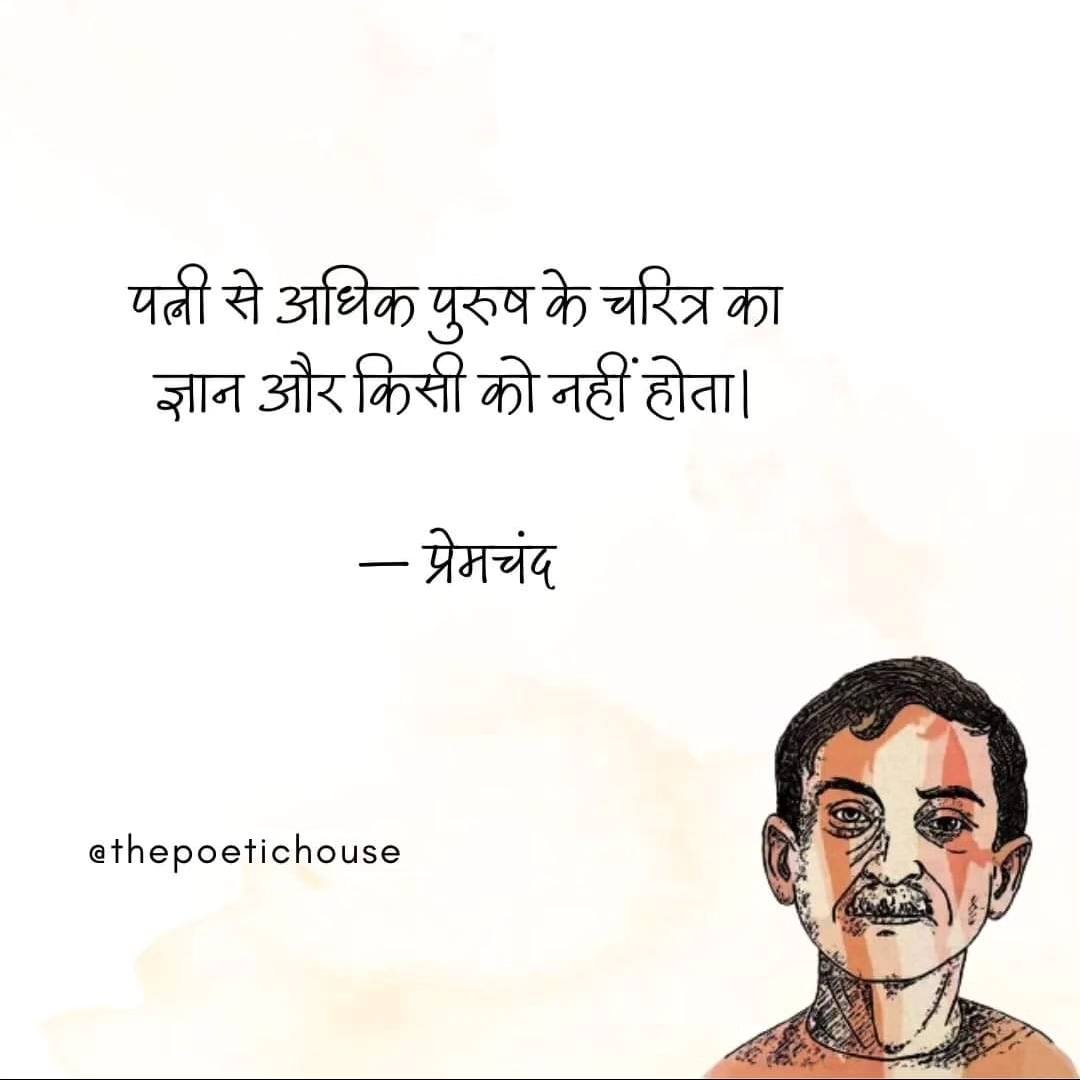 पत्नी से अधिक पुरुष के चरित्र का
ज्ञान और किसी को नहीं होता।
— प्रेमचंद
@thepoetichouse